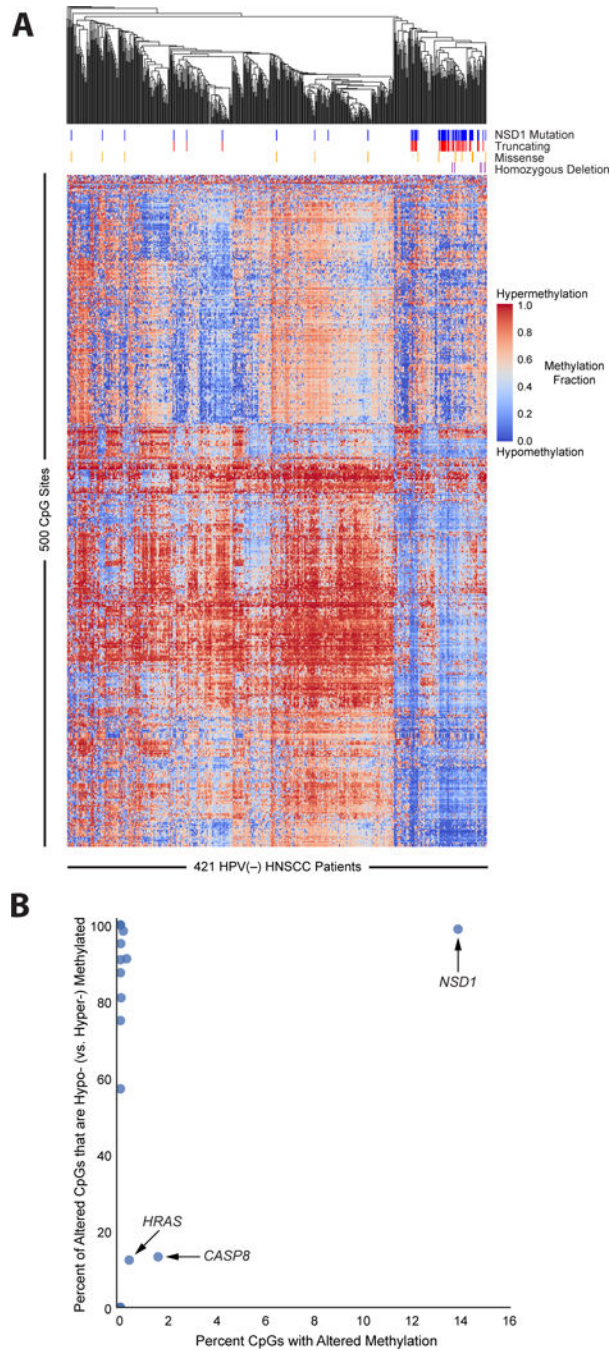 A
NSD1 Mutation
Truncating
Missense
Homozygous Deletion
Hypermethylation
1.0
0.8
0.6
0.4
0.2
0.0
Methylation
Fraction
Hypomethylation
500 CpG Sites
421 HPV(–) HNSCC Patients
B
Percent of Altered CpGs that are Hypo- (vs. Hyper-) Methylated
100
80
60
40
20
0
NSD1
HRAS
CASP8
0 2 4 6 8 10 12 14 16
Percent CpGs with Altered Methylation